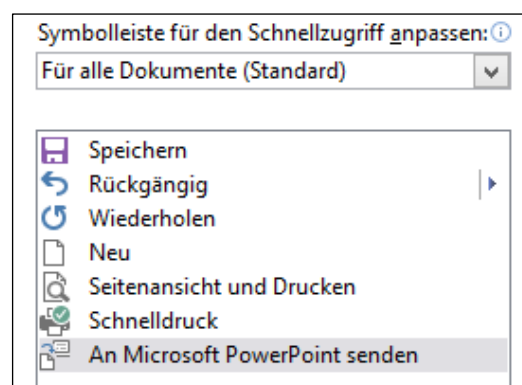 Symbolleiste für den Schnellzugriff anpassen:
Für alle Dokumente (Standard)
Speichern
Rückgängig
Wiederholen
Neu
Seitenansicht und Drucken
Schnelldruck
An Microsoft PowerPoint senden